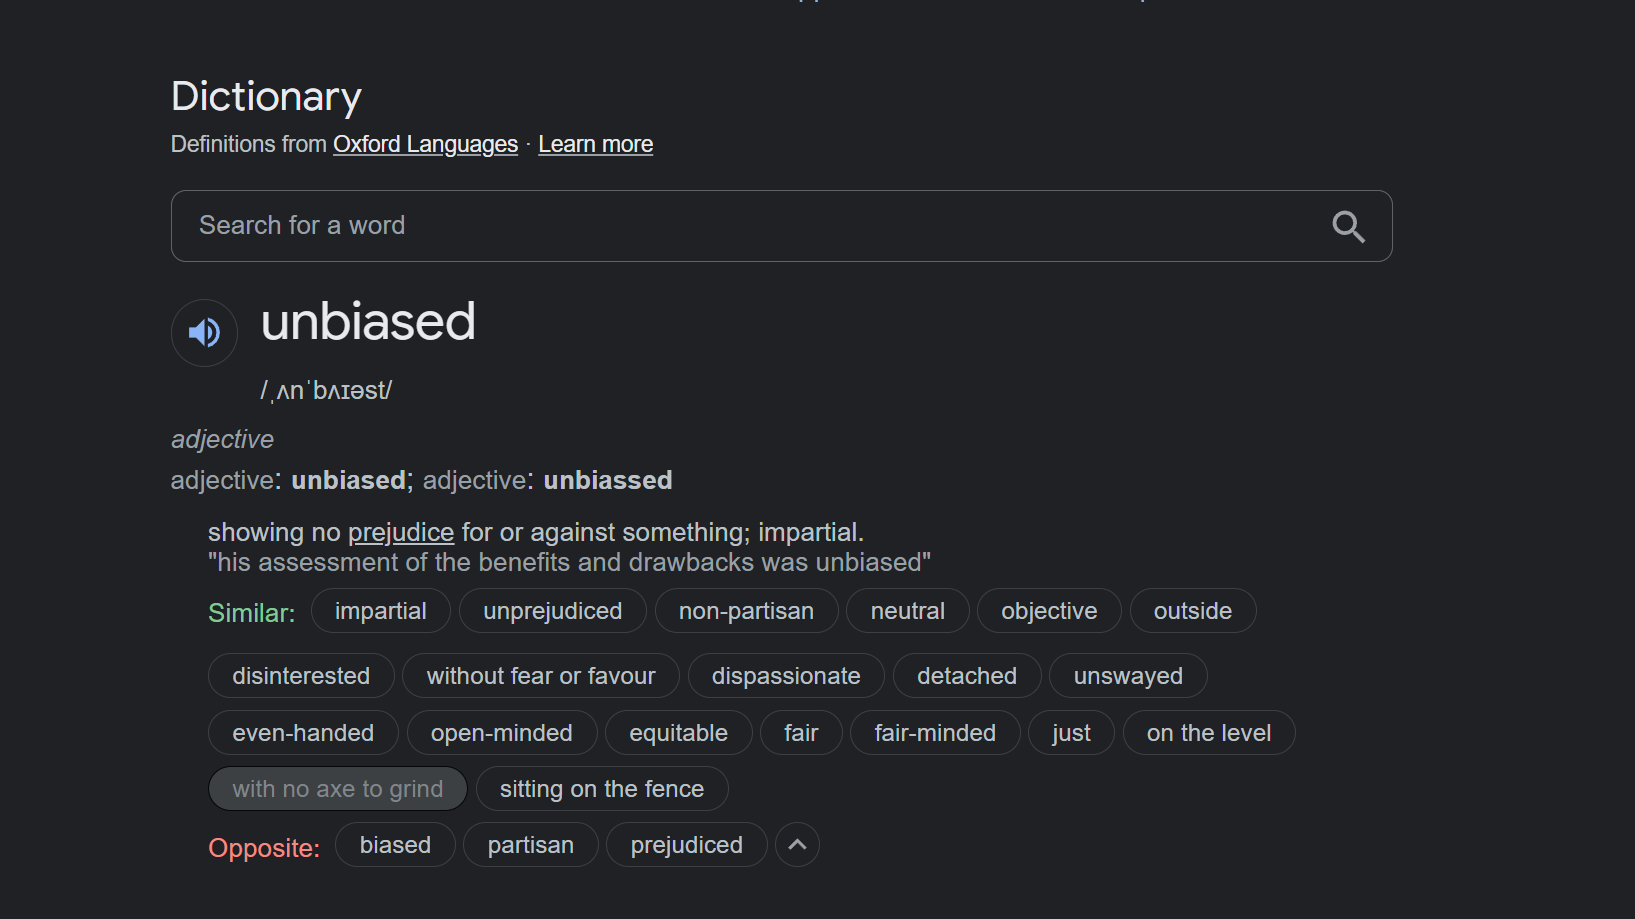 Dictionary
Definitions from Oxford Languages · Learn more
Search for a word
unbiased
/ˌʌnˈbʌɪəst/
adjective
adjective: unbiased; adjective: unbiassed
showing no prejudice for or against something; impartial.
"his assessment of the benefits and drawbacks was unbiased"
Similar: impartial unprejudiced non-partisan neutral objective outside
disinterested without fear or favour dispassionate detached unswayed
even-handed open-minded equitable fair fair-minded just on the level
with no axe to grind sitting on the fence
Opposite: biased partisan prejudiced